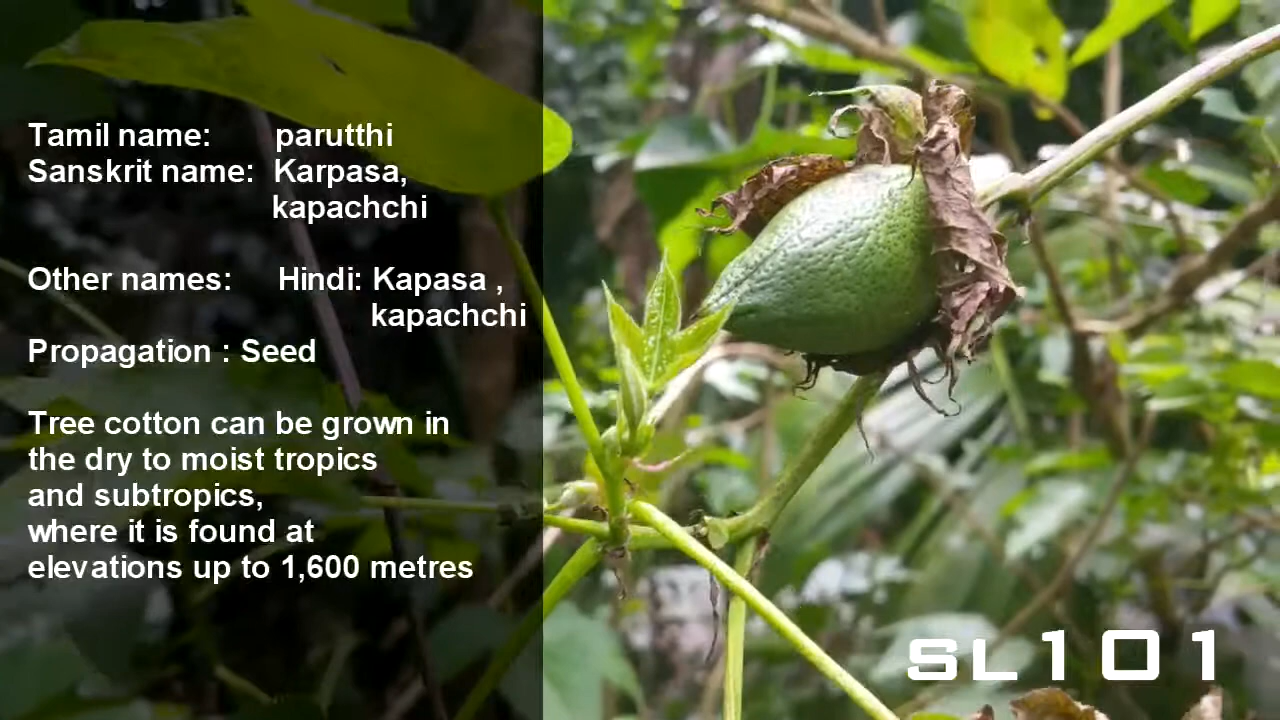 Tamil name: parutthi
Sanskrit name: Karpasa,
kapachchi
Other names: Hindi: Kapasa ,
kapachchi
Propagation : Seed
Tree cotton can be grown in
the dry to moist tropics
and subtropics,
where it is found at
elevations up to 1,600 metres
SL101